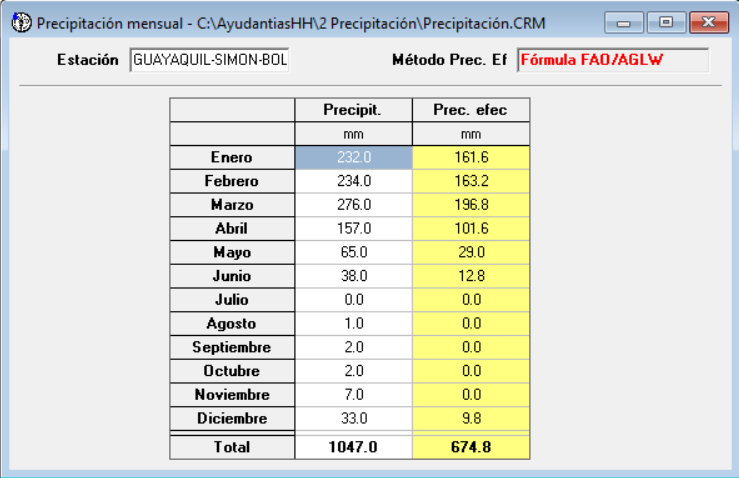 Precipitación mensual - C:\AyudantiasHH\2 Precipitación\Precipitación.CRM
Estación GUAYAQUIL-SIMON-BOL Método Prec. Ef Fórmula FAO/AGLW
Precipit. Prec. efec
mm mm
Enero 232.0 161.6
Febrero 234.0 163.2
Marzo 276.0 196.8
Abril 157.0 101.6
Mayo 65.0 29.0
Junio 38.0 12.8
Julio 0.0 0.0
Agosto 1.0 0.0
Septiembre 2.0 0.0
Octubre 2.0 0.0
Noviembre 7.0 0.0
Diciembre 33.0 9.8
Total 1047.0 674.8